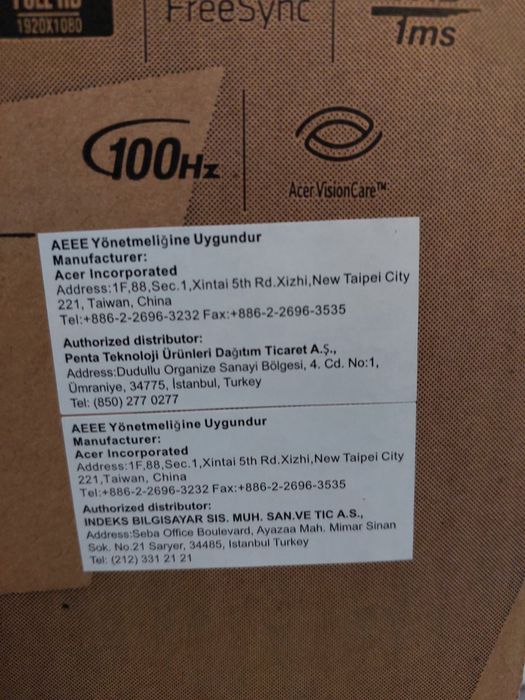 FULL HD
1920X1080
FreeSync
1ms
100Hz
Acer VisionCare™
AEEE Yönetmeliğine Uygundur
Manufacturer:
Acer Incorporated
Address:1F,88,Sec.1,Xintai 5th Rd.Xizhi,New Taipei City
221, Taiwan, China
Tel:+886-2-2696-3232 Fax:+886-2-2696-3535
Authorized distributor:
Penta Teknoloji Ürünleri Dağıtım Ticaret A.Ş.,
Address:Dudullu Organize Sanayi Bölgesi, 4. Cd. No:1,
Ümraniye, 34775, İstanbul, Turkey
Tel: (850) 277 0277
AEEE Yönetmeliğine Uygundur
Manufacturer:
Acer Incorporated
Address:1F,88,Sec.1,Xintai 5th Rd.Xizhi,New Taipei City
221,Taiwan, China
Tel:+886-2-2696-3232 Fax:+886-2-2696-3535
Authorized distributor:
INDEKS BILGISAYAR SIS. MUH. SAN.VE TIC A.S.,
Address:Seba Office Boulevard, Ayazaa Mah. Mimar Sinan
Sok. No.21 Saryer, 34485, Istanbul Turkey
Tel: (212) 331 21 21